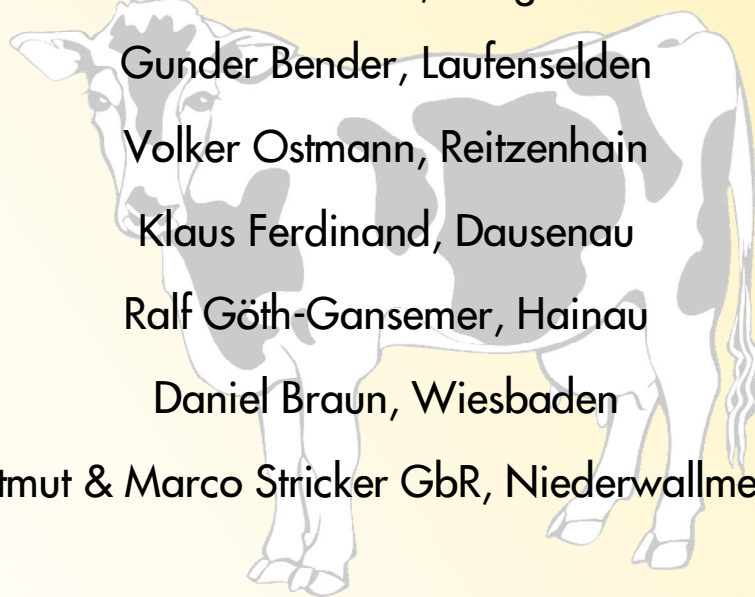 Gunder Bender, Laufenselden
Volker Ostmann, Reitzenhain
Klaus Ferdinand, Dausenau
Ralf Göth-Gansemer, Hainau
Daniel Braun, Wiesbaden
& Marco Stricker GbR,